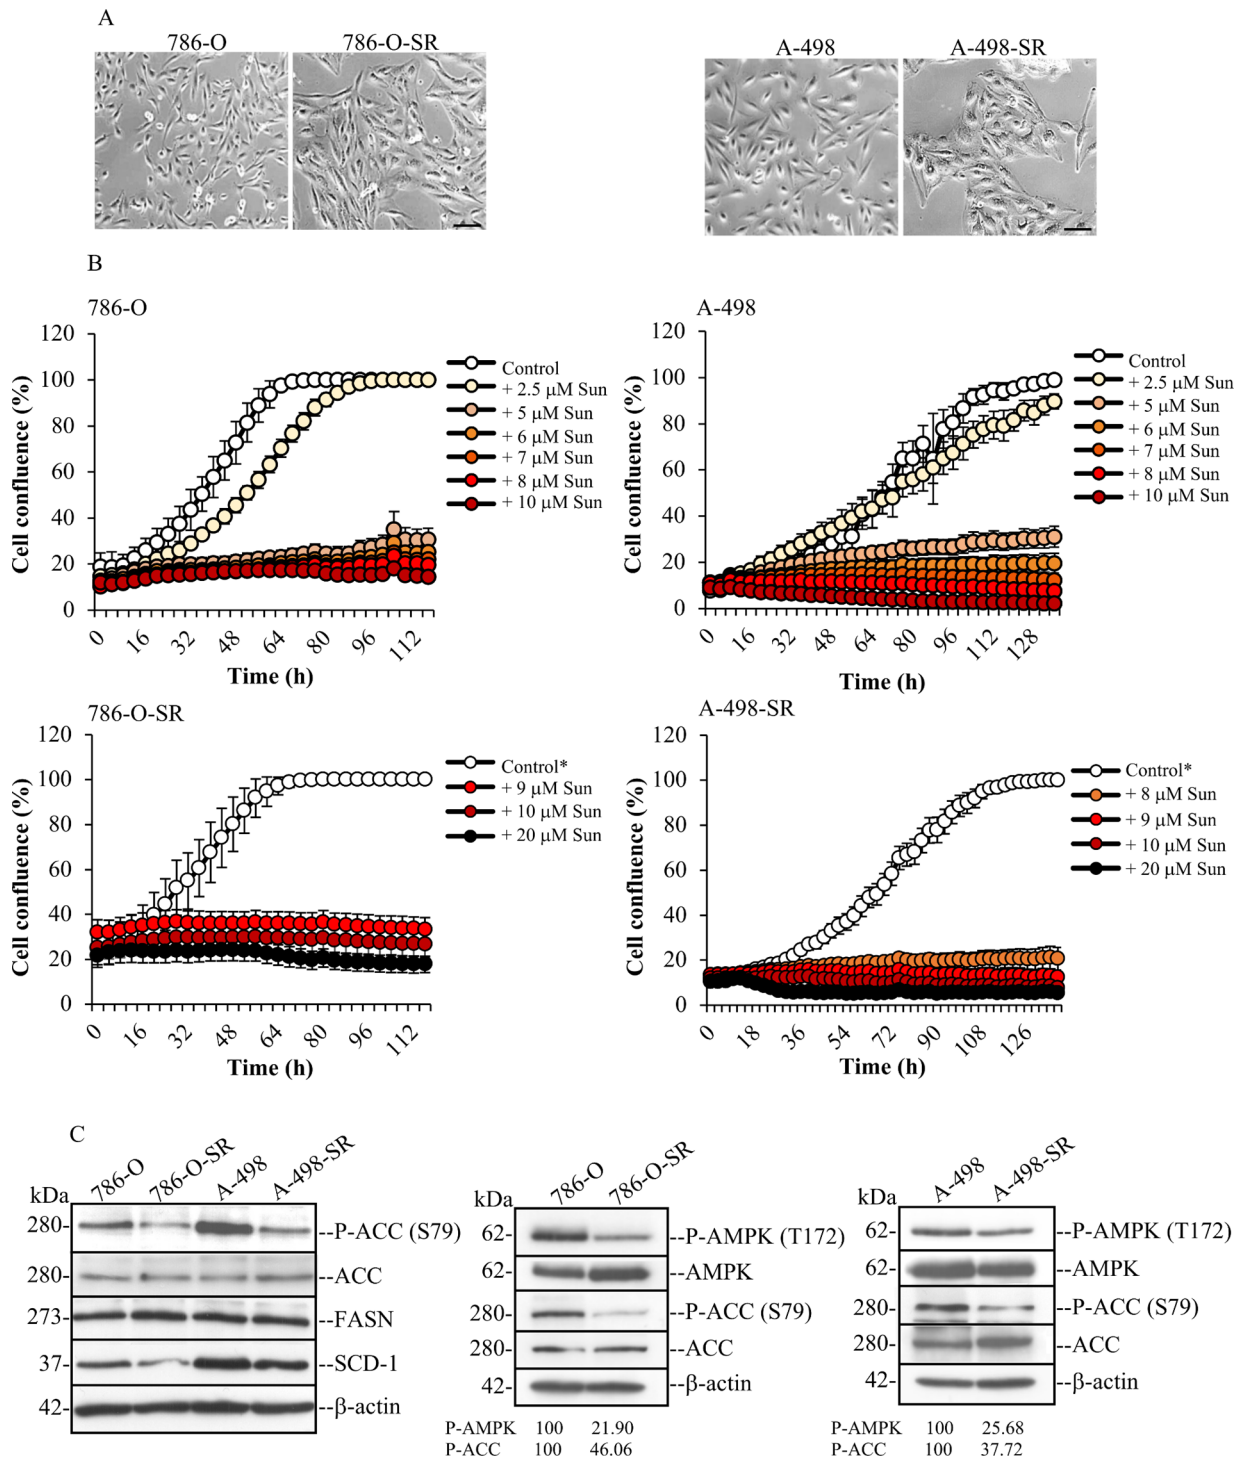 A
786-O 786-O-SR A-498 A-498-SR
B
786-O
120
100
80
60
40
20
0
Cell confluence (%)
0 16 32 48 64 80 96 112
Time (h)
Control
+ 2.5 µM Sun
+ 5 µM Sun
+ 6 µM Sun
+ 7 µM Sun
+ 8 µM Sun
+ 10 µM Sun
A-498
120
100
80
60
40
20
0
Cell confluence (%)
0 16 32 48 64 80 96 112 128
Time (h)
Control
+ 2.5 µM Sun
+ 5 µM Sun
+ 6 µM Sun
+ 7 µM Sun
+ 8 µM Sun
+ 10 µM Sun
786-O-SR
120
100
80
60
40
20
0
Cell confluence (%)
0 16 32 48 64 80 96 112
Time (h)
Control*
+ 9 µM Sun
+ 10 µM Sun
+ 20 µM Sun
A-498-SR
120
100
80
60
40
20
0
Cell confluence (%)
0 18 36 54 72 90 108 126
Time (h)
Control*
+ 8 µM Sun
+ 9 µM Sun
+ 10 µM Sun
+ 20 µM Sun
C
786-O 786-O-SR A-498 A-498-SR
kDa
280- --P-ACC (S79)
280- --ACC
273- --FASN
37- --SCD-1
42- --β-actin
786-O 786-O-SR
kDa
62- --P-AMPK (T172)
62- --AMPK
280- --P-ACC (S79)
280- --ACC
42- --β-actin
P-AMPK 100 21.90
P-ACC 100 46.06
A-498 A-498-SR
kDa
62- --P-AMPK (T172)
62- --AMPK
280- --P-ACC (S79)
280- --ACC
42- --β-actin
P-AMPK 100 25.68
P-ACC 100 37.72